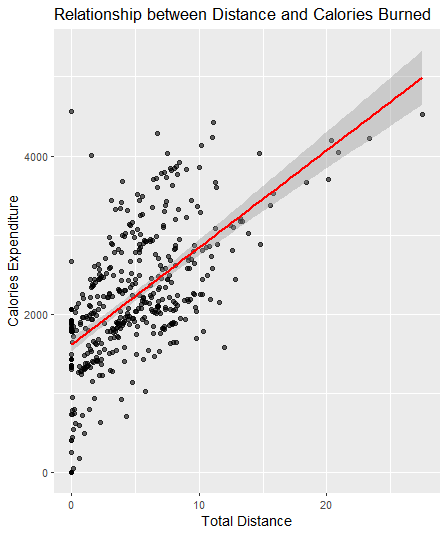 Relationship between Distance and Calories Burned
Calories Expenditure
4000
2000
0
0
10
20
Total Distance